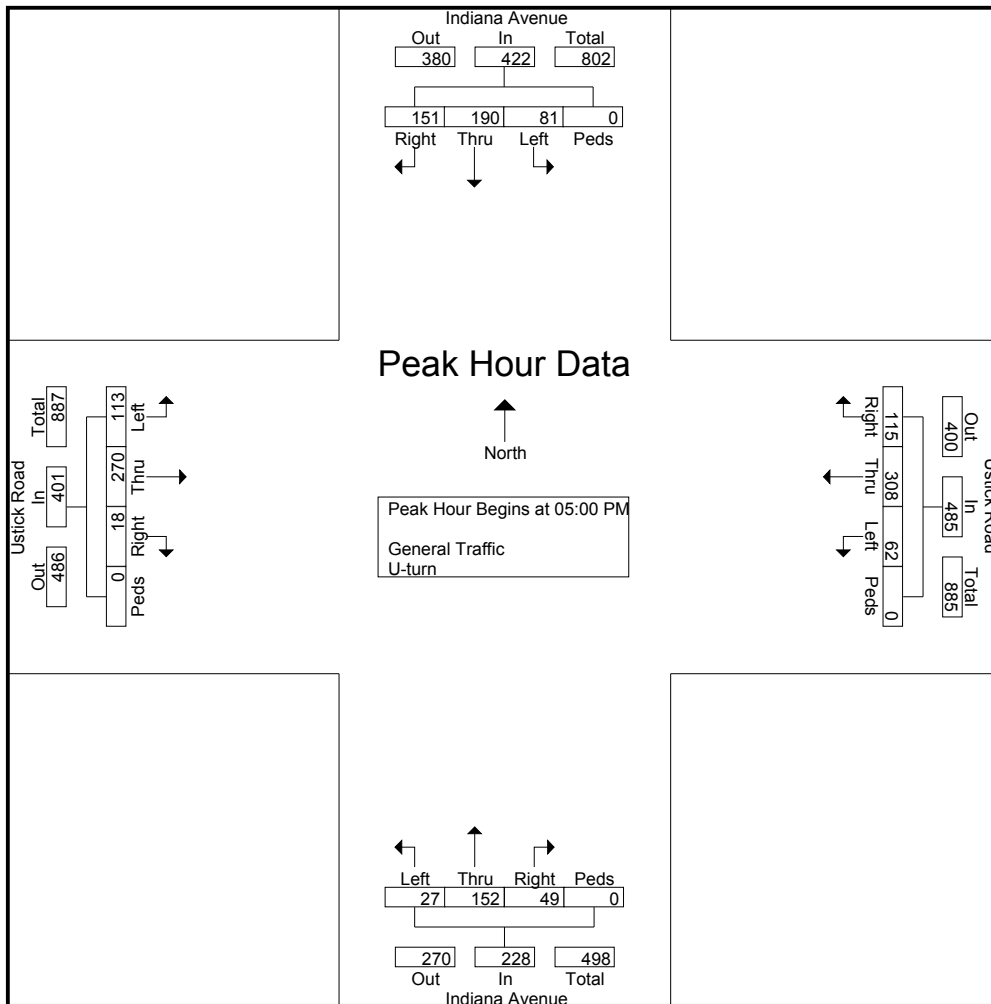 Indiana Avenue
Out In Total
380 422 802
151 190 81 0
Right Thru Left Peds
Peak Hour Data
North
Peak Hour Begins at 05:00 PM
General Traffic
U-turn
Ustick Road
Total In Out
887 401 486
113 270 18 0
Left Thru Right Peds
Right Thru Left Peds
115 308 62 0
Out In Total
400 485 885
Ustick Road
Left Thru Right Peds
27 152 49 0
270 228 498
Out In Total
Indiana Avenue